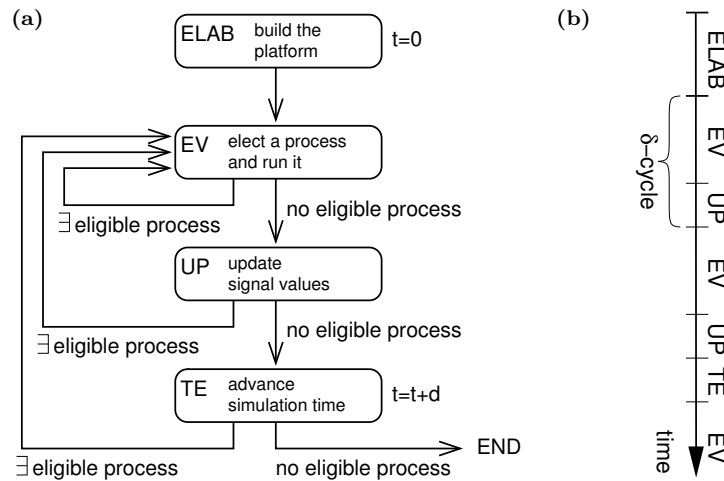 (a)
ELAB build the
platform
t=0
EV elect a process
and run it
∃ eligible process
no eligible process
UP update
signal values
∃ eligible process
no eligible process
TE advance
simulation time
t=t+d
∃ eligible process
no eligible process
END
(b)
ELAB
δ−cycle
EV
UP
EV
UP
TE
EV
time